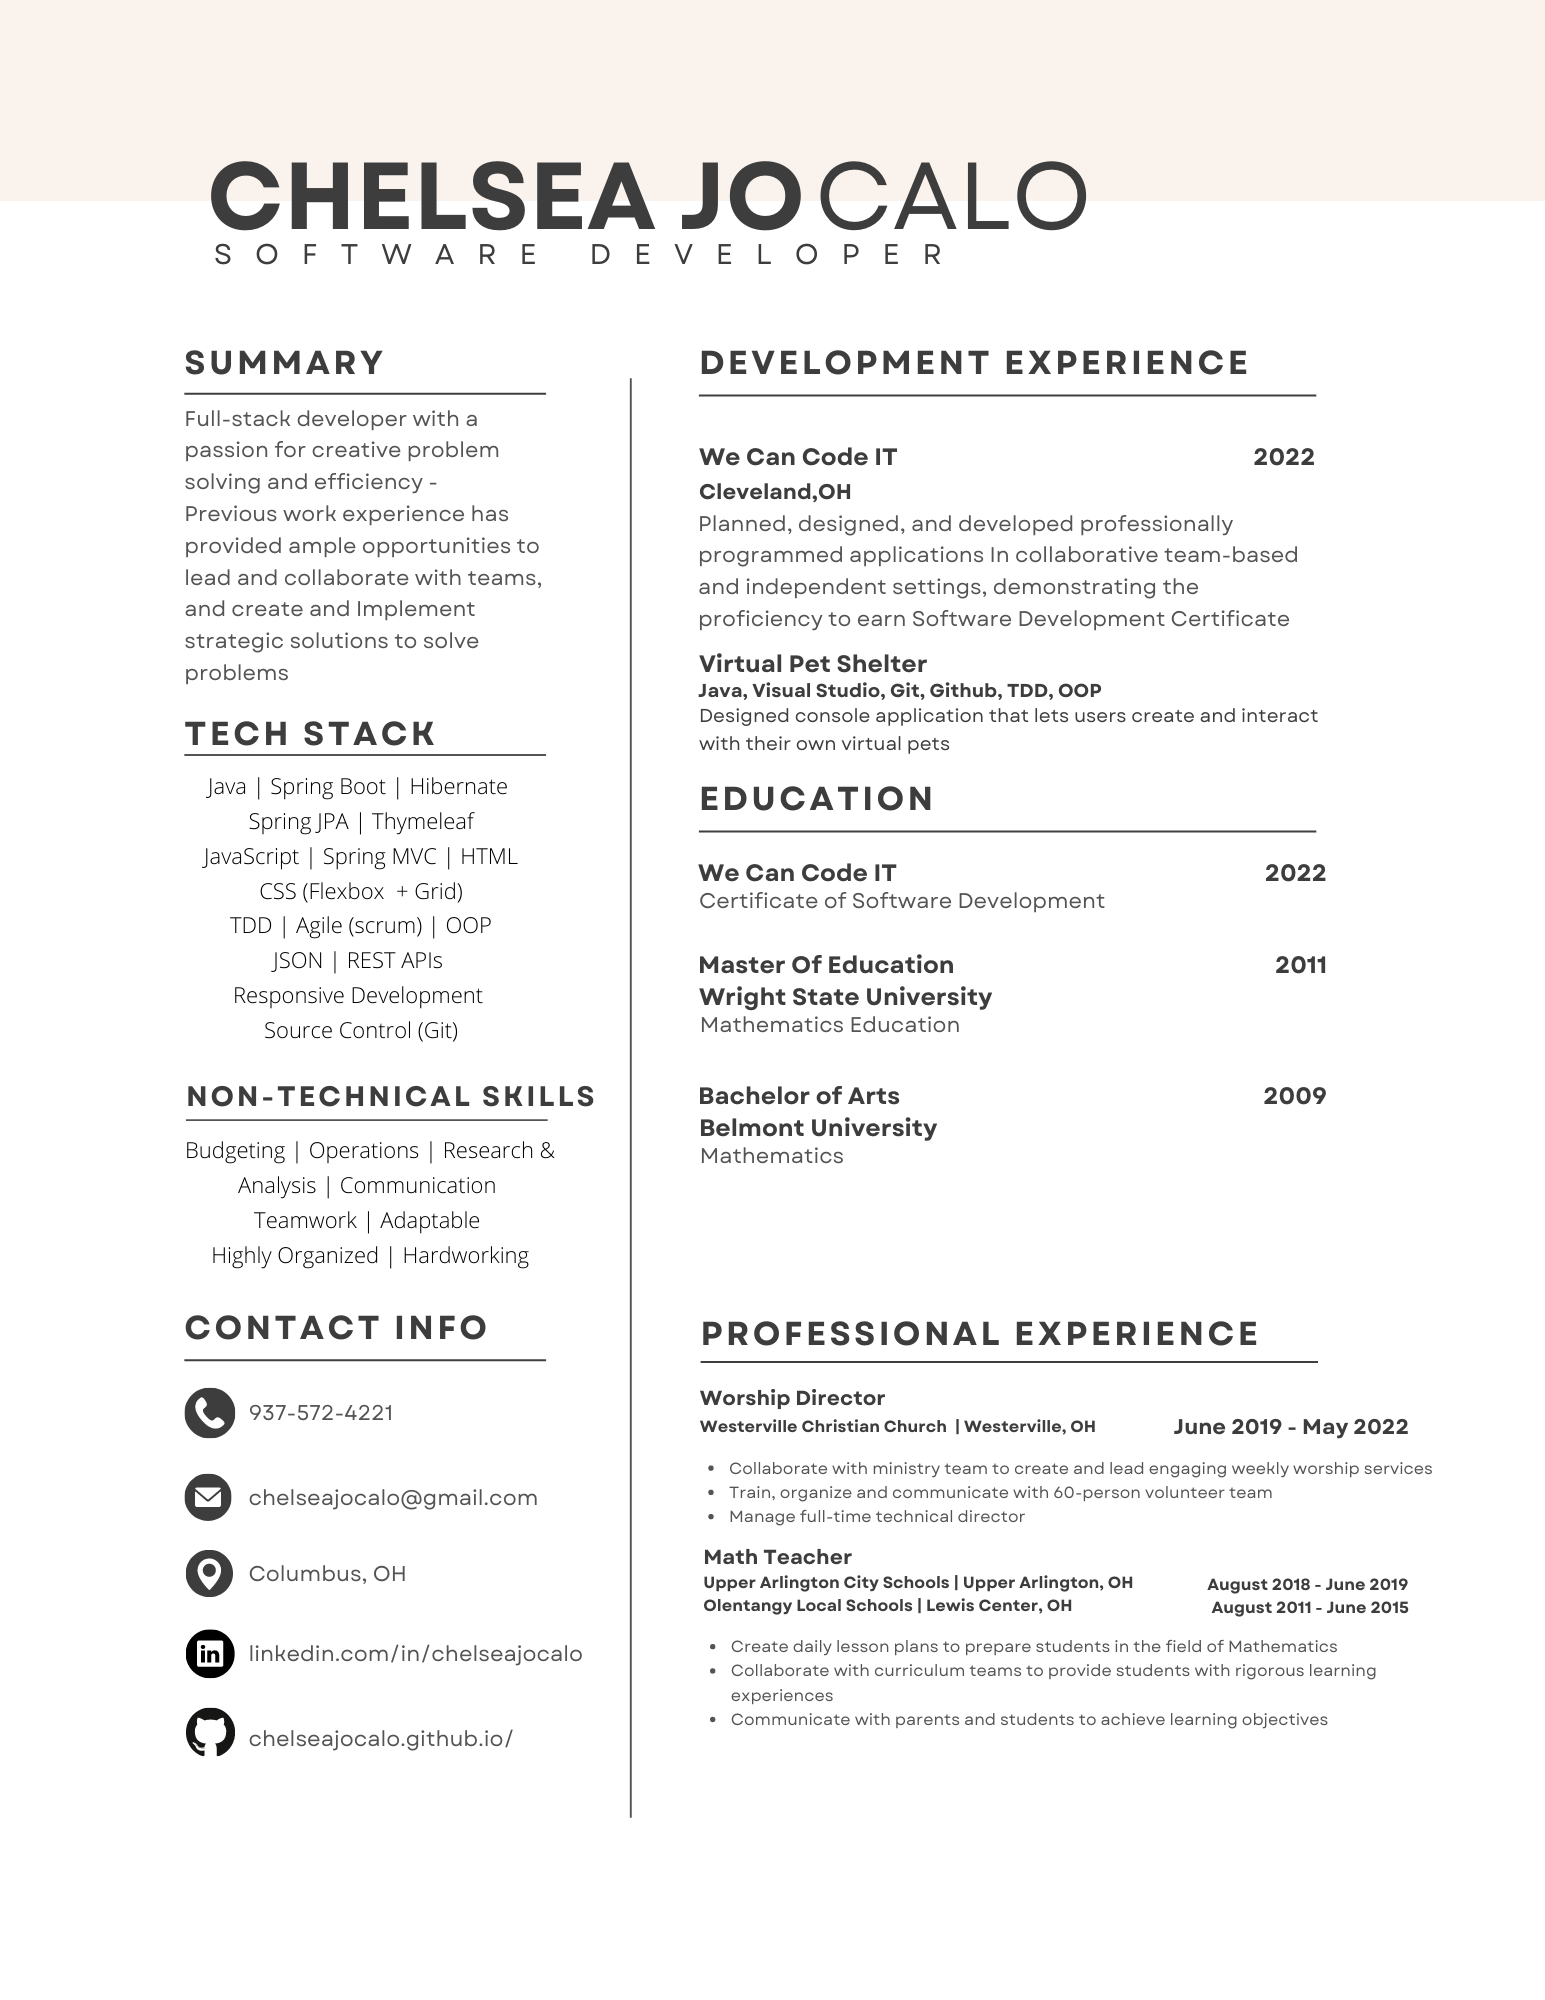 CHELSEA JO CALO
SOFTWARE DEVELOPER
SUMMARY
Full-stack developer with a
passion for creative problem
solving and efficiency -
Previous work experience has
provided ample opportunities to
lead and collaborate with teams,
and create and Implement
strategic solutions to solve
problems
TECH STACK
Java | Spring Boot | Hibernate
Spring JPA | Thymeleaf
JavaScript | Spring MVC | HTML
CSS (Flexbox + Grid)
TDD | Agile (scrum) | OOP
JSON | REST APIs
Responsive Development
Source Control (Git)
NON-TECHNICAL SKILLS
Budgeting | Operations | Research &
Analysis | Communication
Teamwork | Adaptable
Highly Organized | Hardworking
CONTACT INFO
937-572-4221
chelseajocalo@gmail.com
Columbus, OH
in
linkedin.com/in/chelseajocalo
chelseajocalo.github.io/
DEVELOPMENT EXPERIENCE
We Can Code IT 2022
Cleveland,OH
Planned, designed, and developed professionally
programmed applications In collaborative team-based
and independent settings, demonstrating the
proficiency to earn Software Development Certificate
Virtual Pet Shelter
Java, Visual Studio, Git, Github, TDD, OOP
Designed console application that lets users create and interact
with their own virtual pets
EDUCATION
We Can Code IT 2022
Certificate of Software Development
Master Of Education 2011
Wright State University
Mathematics Education
Bachelor of Arts 2009
Belmont University
Mathematics
PROFESSIONAL EXPERIENCE
Worship Director
Westerville Christian Church | Westerville, OH June 2019 - May 2022
• Collaborate with ministry team to create and lead engaging weekly worship services
• Train, organize and communicate with 60-person volunteer team
• Manage full-time technical director
Math Teacher
Upper Arlington City Schools | Upper Arlington, OH August 2018 - June 2019
Olentangy Local Schools | Lewis Center, OH August 2011 - June 2015
• Create daily lesson plans to prepare students in the field of Mathematics
• Collaborate with curriculum teams to provide students with rigorous learning
experiences
• Communicate with parents and students to achieve learning objectives